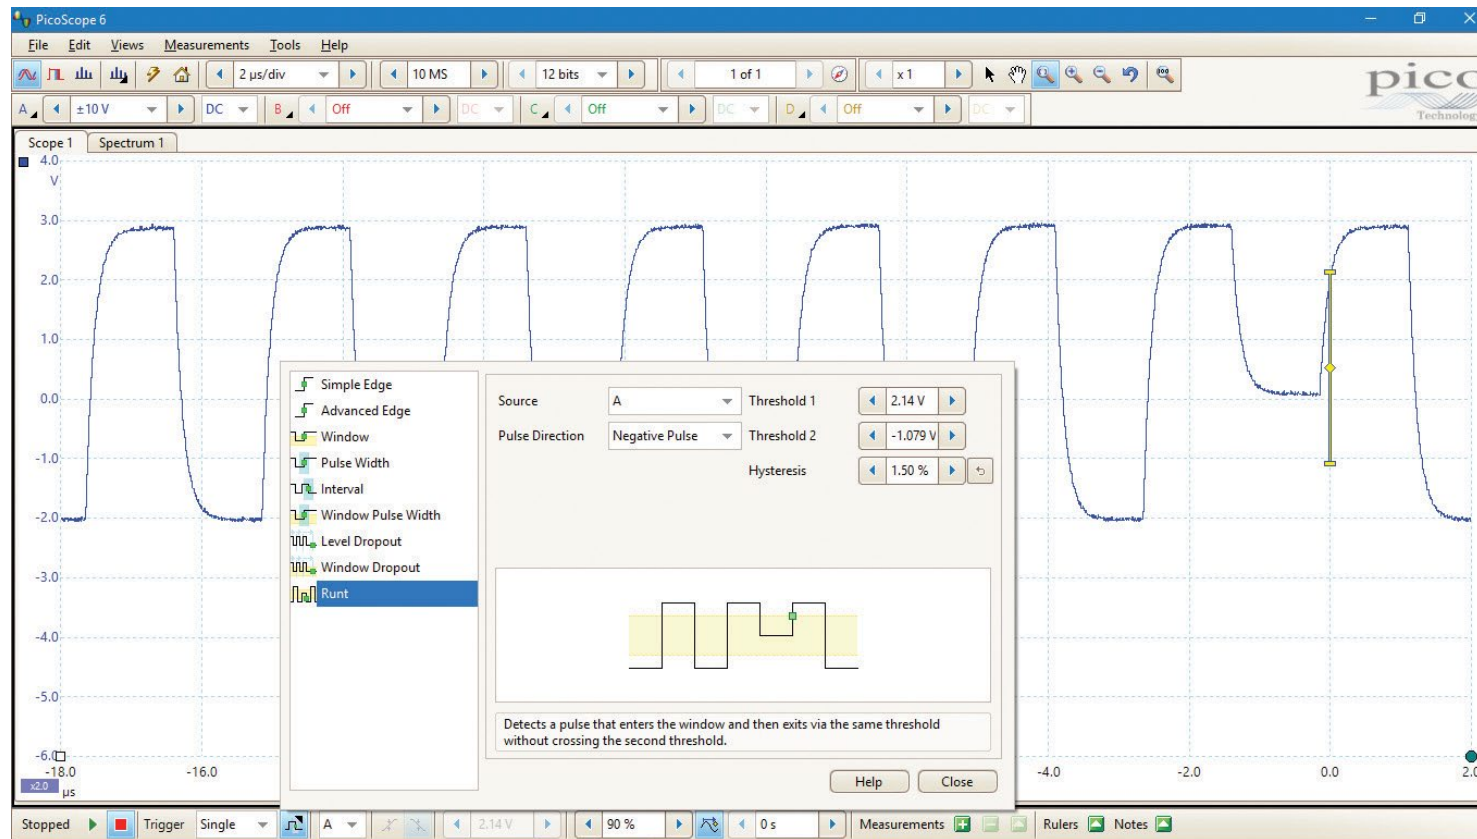 PicoScope 6
File Edit Views Measurements Tools Help
2 µs/div 10 MS 12 bits 1 of 1 x 1
pico
Technology
A ±10 V DC B Off DC C Off DC D Off DC
Scope 1 Spectrum 1
4.0
V
3.0
2.0
1.0
0.0
-1.0
-2.0
-3.0
-4.0
-5.0
-6.0
Simple Edge
Advanced Edge
Window
Pulse Width
Interval
Window Pulse Width
Level Dropout
Window Dropout
Runt
Source A Threshold 1 2.14 V
Pulse Direction Negative Pulse Threshold 2 -1.079 V
Hysteresis 1.50 %
Detects a pulse that enters the window and then exits via the same threshold
without crossing the second threshold.
Help Close
-18.0 -16.0 -4.0 -2.0 0.0 2.0
x2.0 µs
Stopped Trigger Single A 2.14 V 90 % 0 s Measurements Rulers Notes